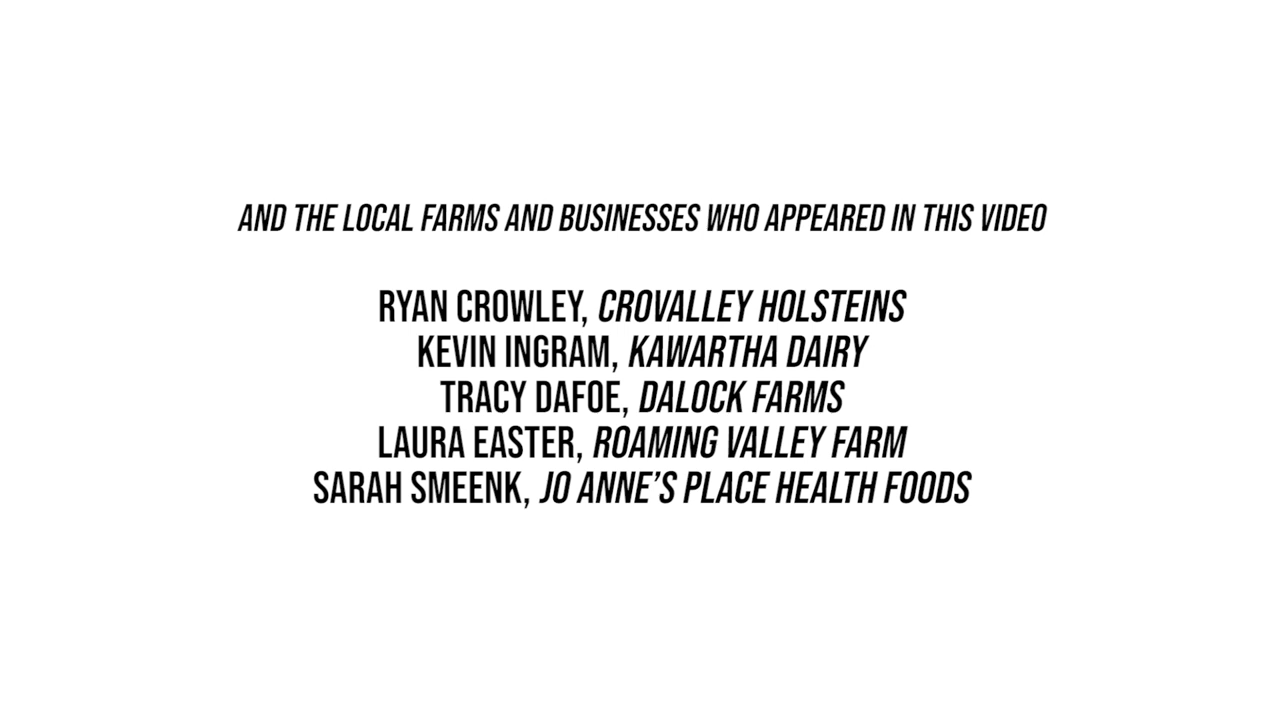 AND THE LOCAL FARMS AND BUSINESSES WHO APPEARED IN THIS VIDEO
RYAN CROWLEY, CROVALLEY HOLSTEINS
KEVIN INGRAM, KAWARTHA DAIRY
TRACY DAFOE, DALOCK FARMS
LAURA EASTER, ROAMING VALLEY FARM
SARAH SMEENK, JO ANNE'S PLACE HEALTH FOODS